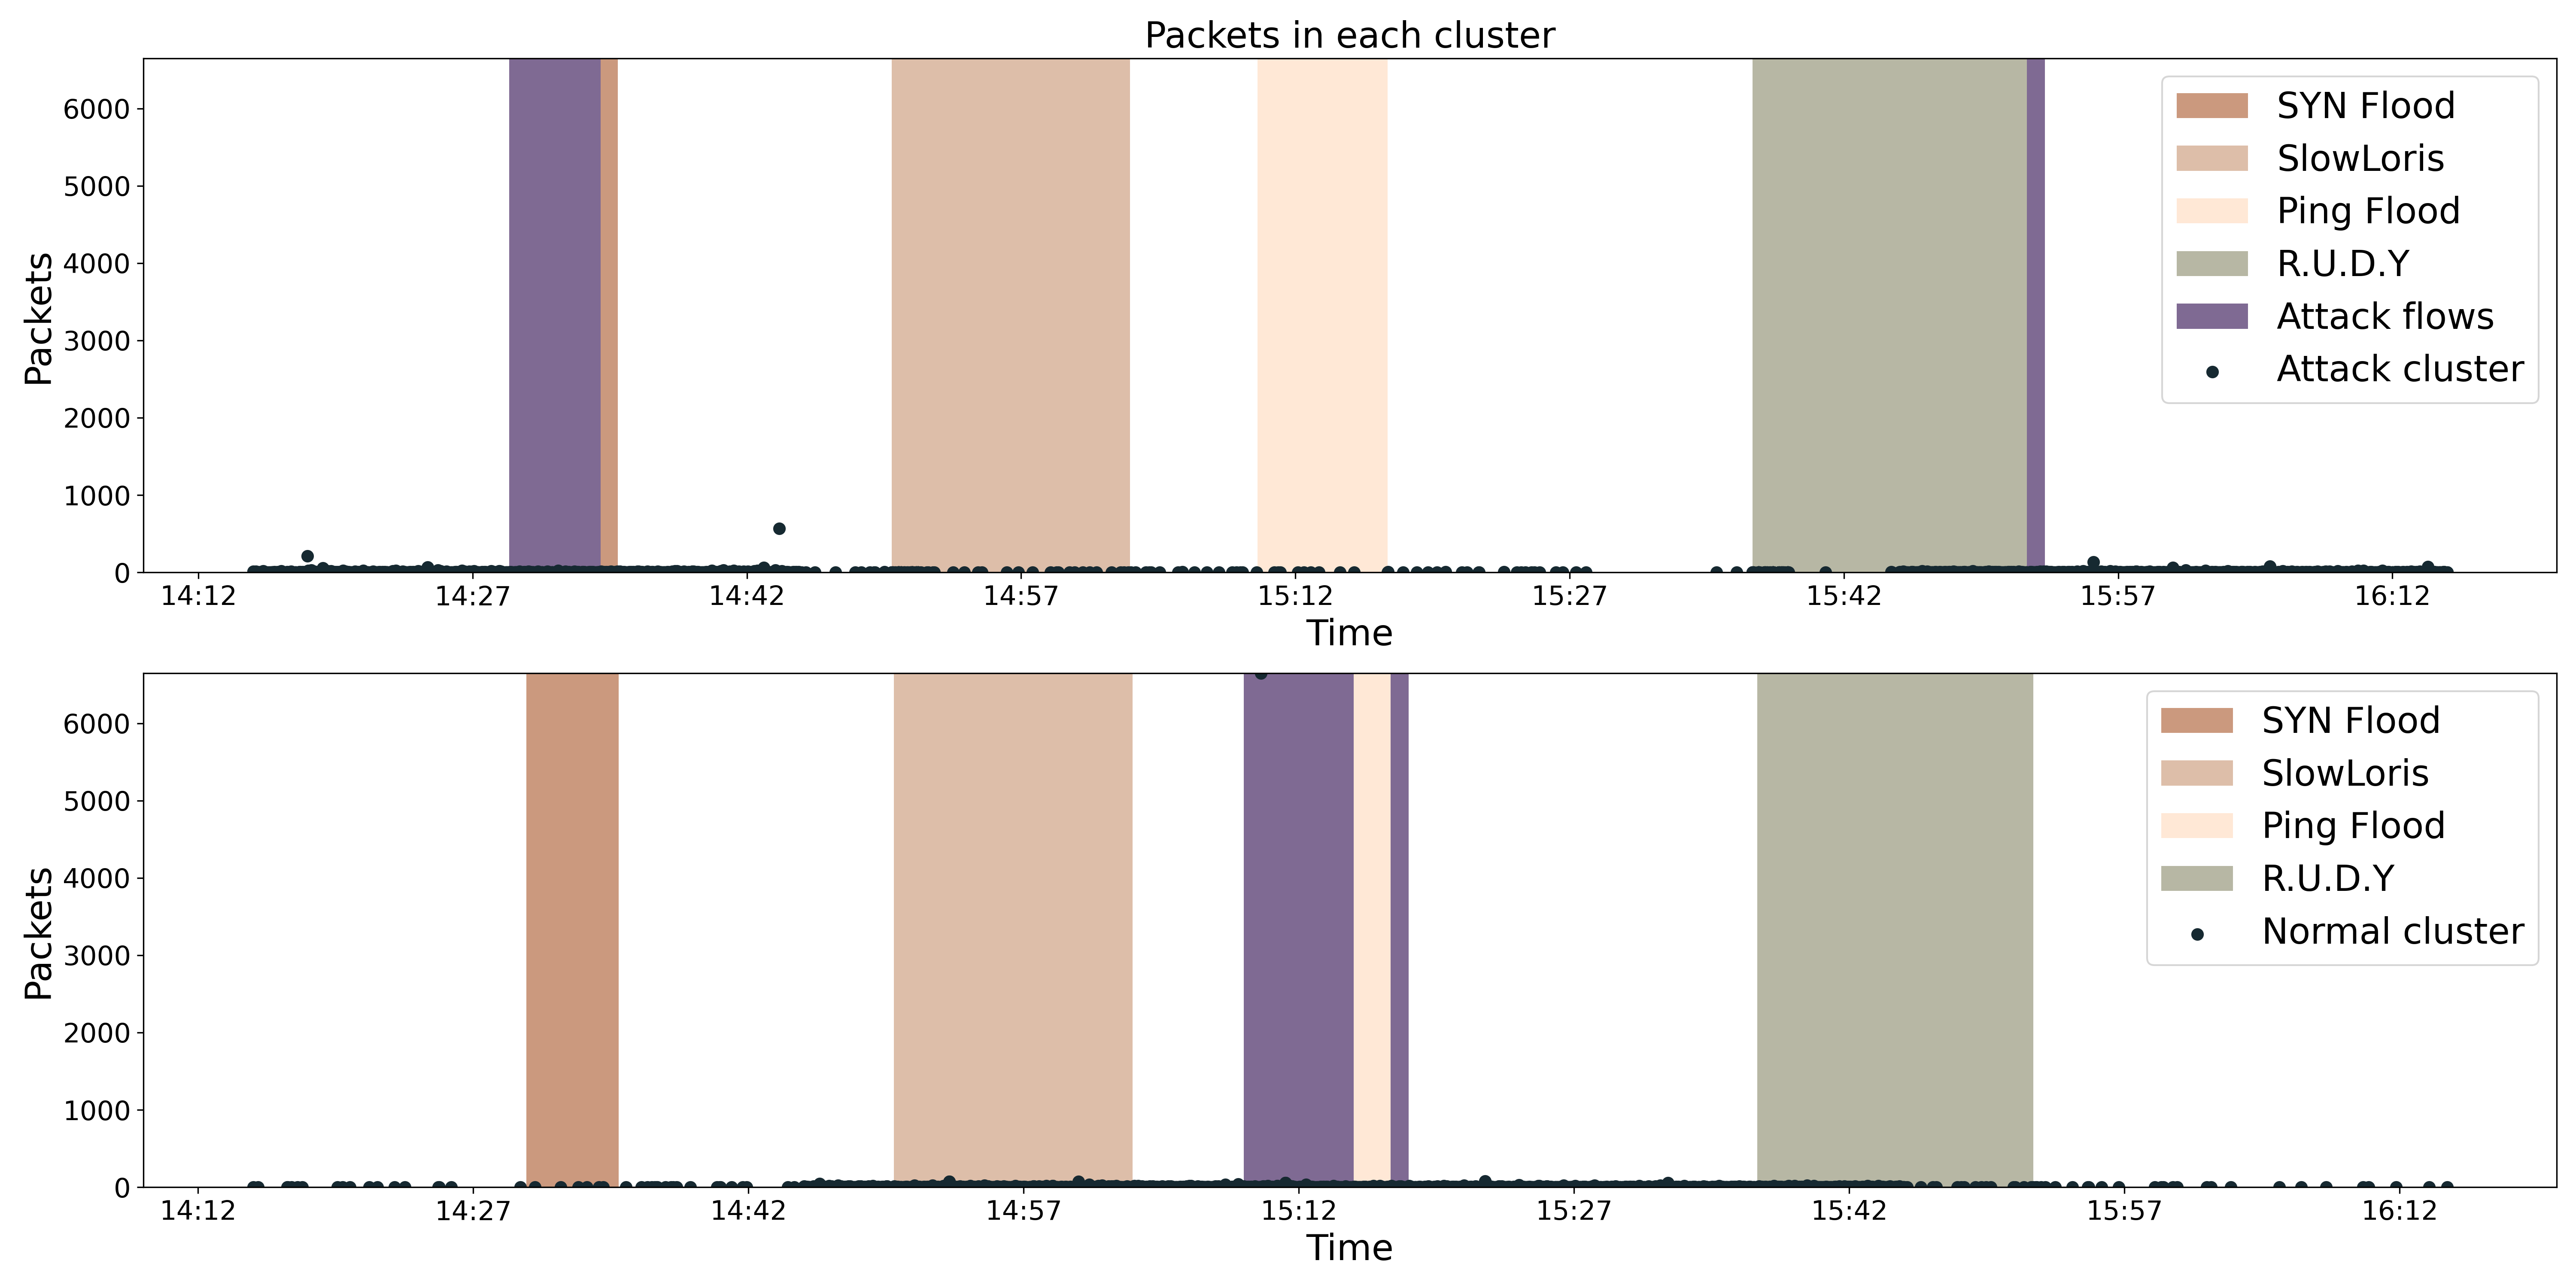 Packets in each cluster
6000
5000
4000
3000
2000
1000
0
Packets
SYN Flood
SlowLoris
Ping Flood
R.U.D.Y
Attack flows
Attack cluster
14:12 14:27 14:42 14:57 15:12 15:27 15:42 15:57 16:12
Time
6000
5000
4000
3000
2000
1000
0
Packets
SYN Flood
SlowLoris
Ping Flood
R.U.D.Y
Normal cluster
14:12 14:27 14:42 14:57 15:12 15:27 15:42 15:57 16:12
Time